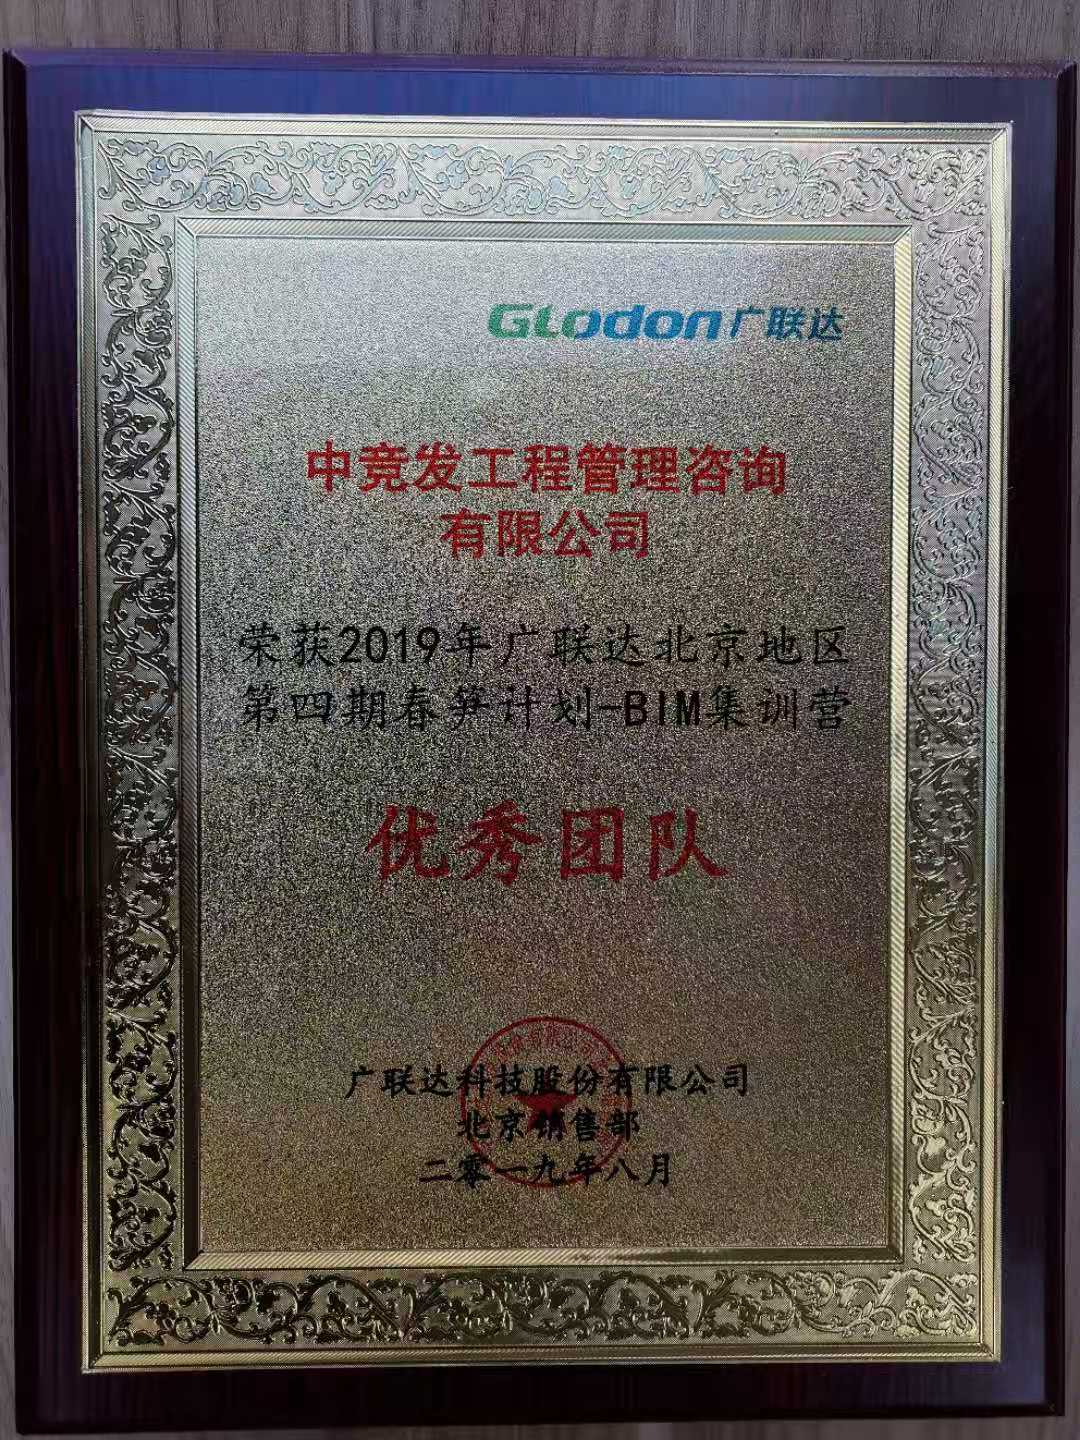 Glodon广联达
中竞发工程管理咨询
有限公司
荣获2019年广联达北京地区
第四期春笋计划-BIM集训营
优秀团队
广联达科技股份有限公司
北京销售部
二零一九年八月